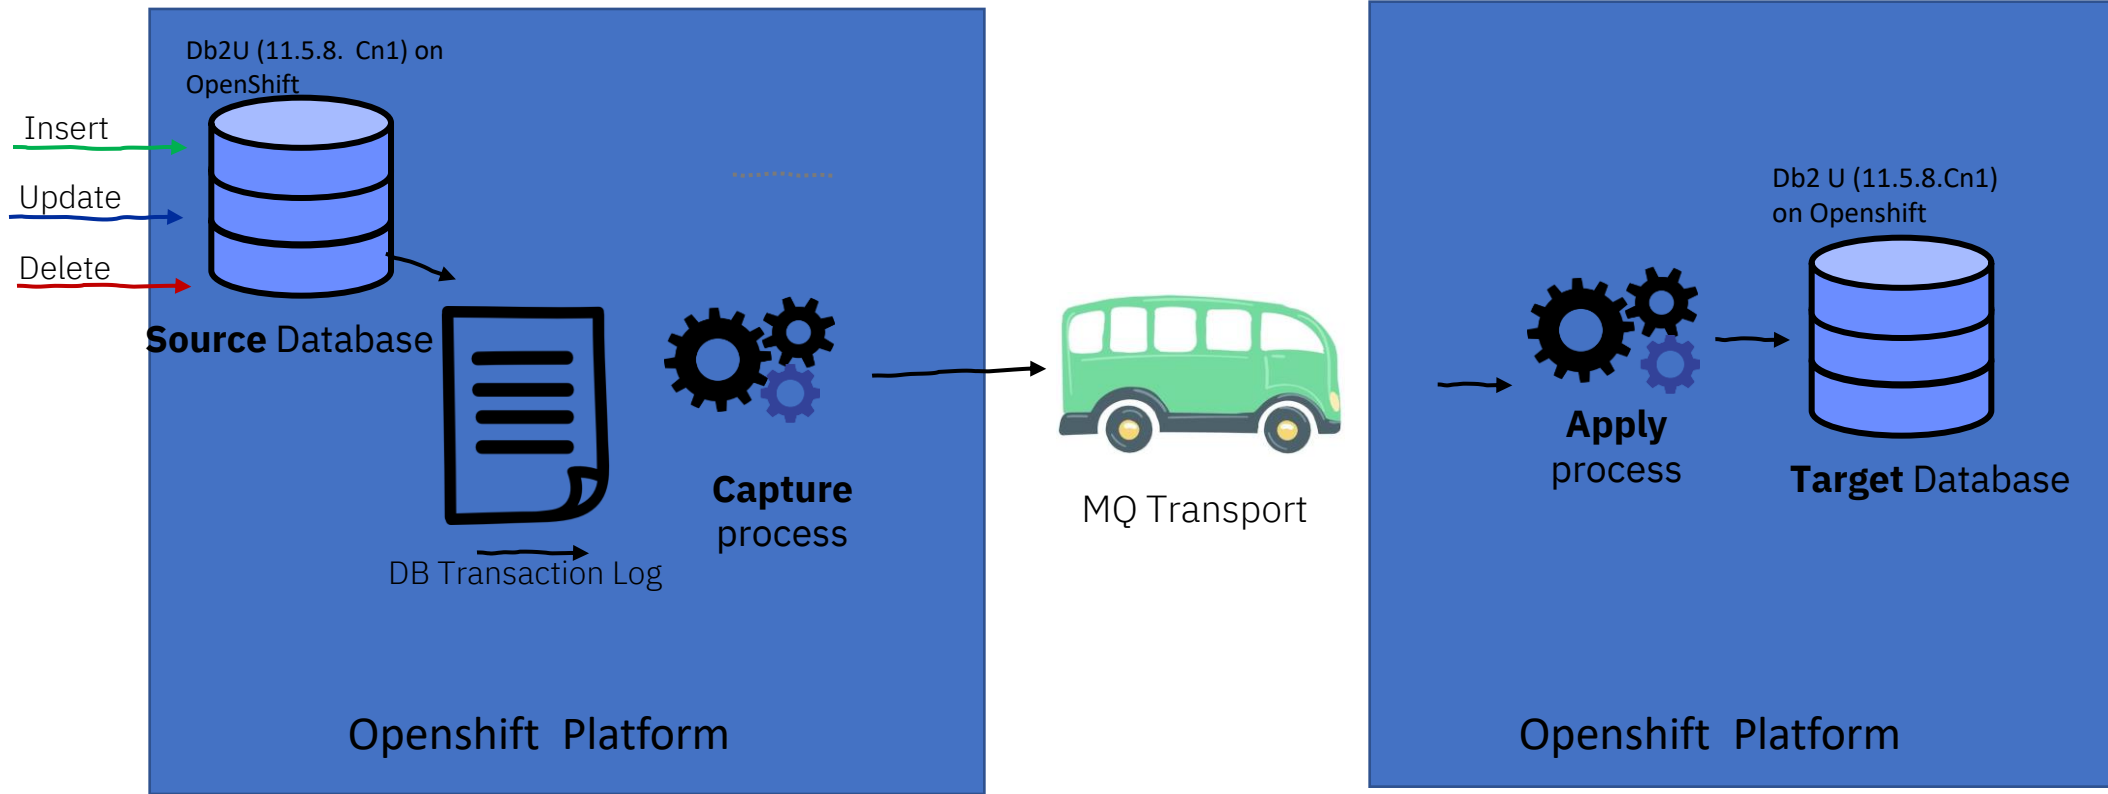 Db2U (11.5.8. Cn1) on
OpenShift
Insert
Update
Delete
Source Database
DB Transaction Log
Capture
process
Openshift Platform
MQ Transport
Db2 U (11.5.8.Cn1)
on Openshift
Apply
process
Target Database
Openshift Platform